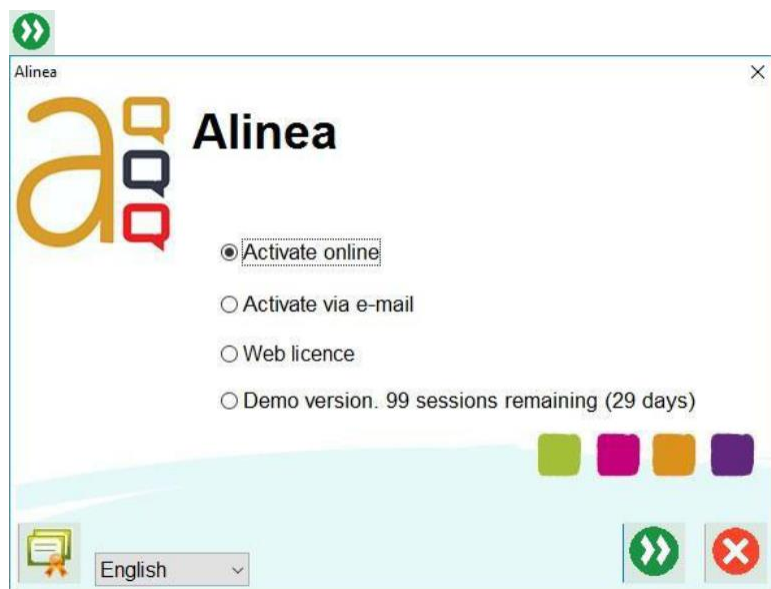 Alinea
Alinea
Activate online
Activate via e-mail
Web licence
Demo version. 99 sessions remaining (29 days)
English